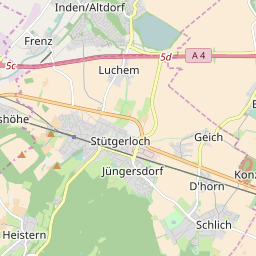 Inden/Altdorf
Frenz
5c
5d
A 4
Luchem
shöhe
Stütgerloch
Geich
Jüngersdorf
D'horn
Konz
Schlich
Heistern